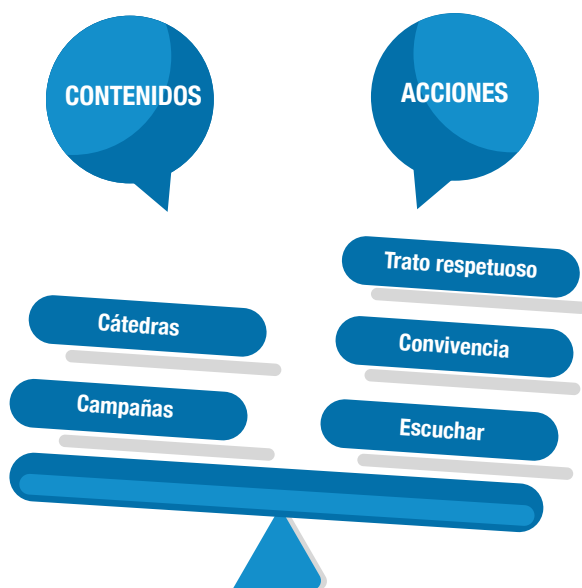 CONTENIDOS
ACCIONES
Trato respetuoso
Cátedras
Convivencia
Campañas
Escuchar